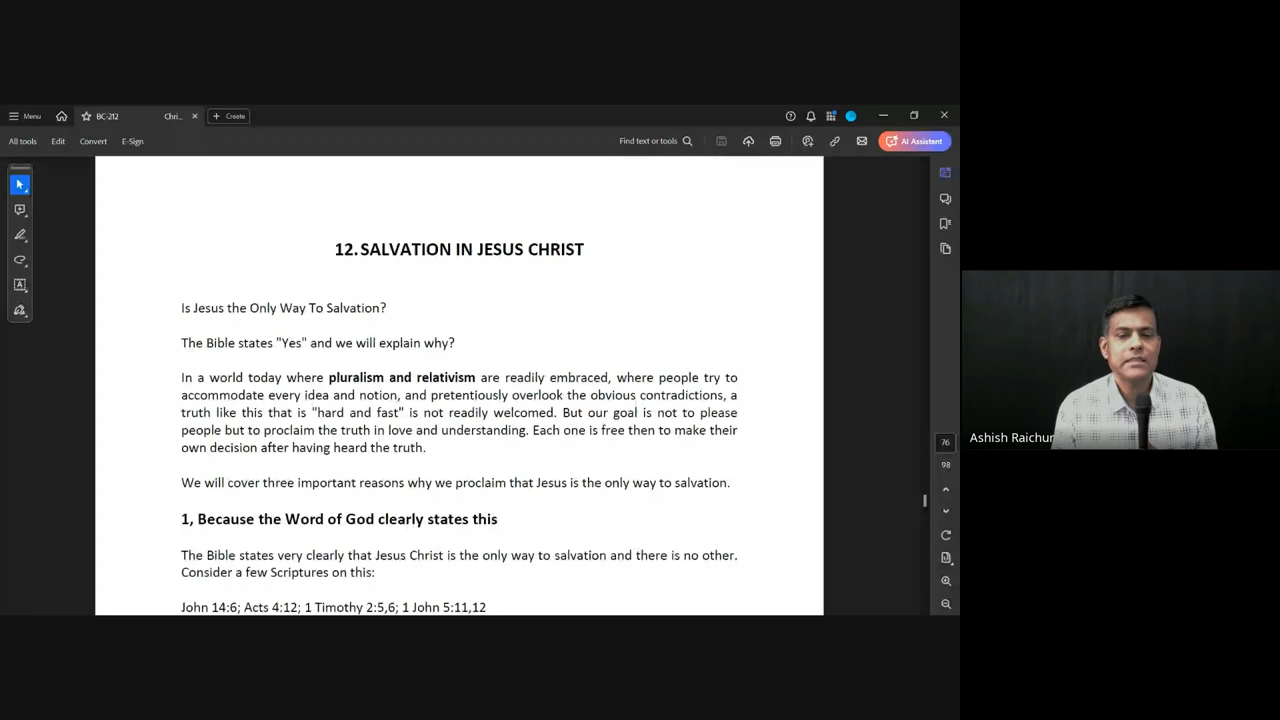 Menu
BC-212
Chri...
Create
All tools
Edit
Convert
E-Sign
Find text or tools
AI Assistant
12. SALVATION IN JESUS CHRIST
Is Jesus the Only Way To Salvation?
The Bible states "Yes" and we will explain why?
In a world today where pluralism and relativism are readily embraced, where people try to
accommodate every idea and notion, and pretentiously overlook the obvious contradictions, a
truth like this that is "hard and fast" is not readily welcomed. But our goal is not to please
people but to proclaim the truth in love and understanding. Each one is free then to make their
own decision after having heard the truth.
We will cover three important reasons why we proclaim that Jesus is the only way to salvation.
1, Because the Word of God clearly states this
The Bible states very clearly that Jesus Christ is the only way to salvation and there is no other.
Consider a few Scriptures on this:
John 14:6; Acts 4:12; 1 Timothy 2:5,6; 1 John 5:11,12
76
98
Ashish Raichur